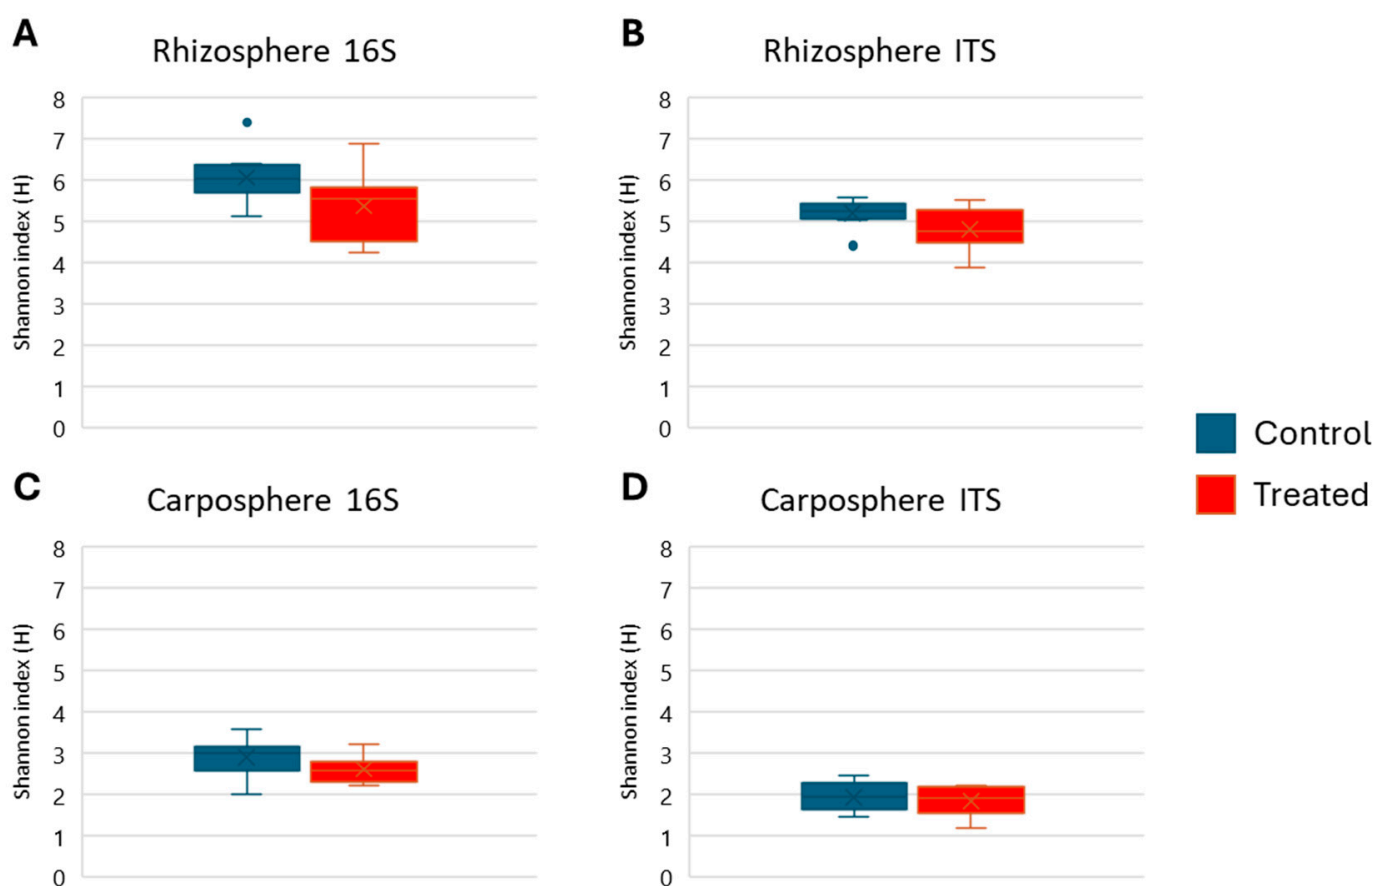 A
Rhizosphere 16S
Shannon index (H)
8
7
6
5
4
3
2
1
0
B
Rhizosphere ITS
Shannon index (H)
8
7
6
5
4
3
2
1
0
Control
Treated
C
Carposphere 16S
Shannon index (H)
8
7
6
5
4
3
2
1
0
D
Carposphere ITS
Shannon index (H)
8
7
6
5
4
3
2
1
0